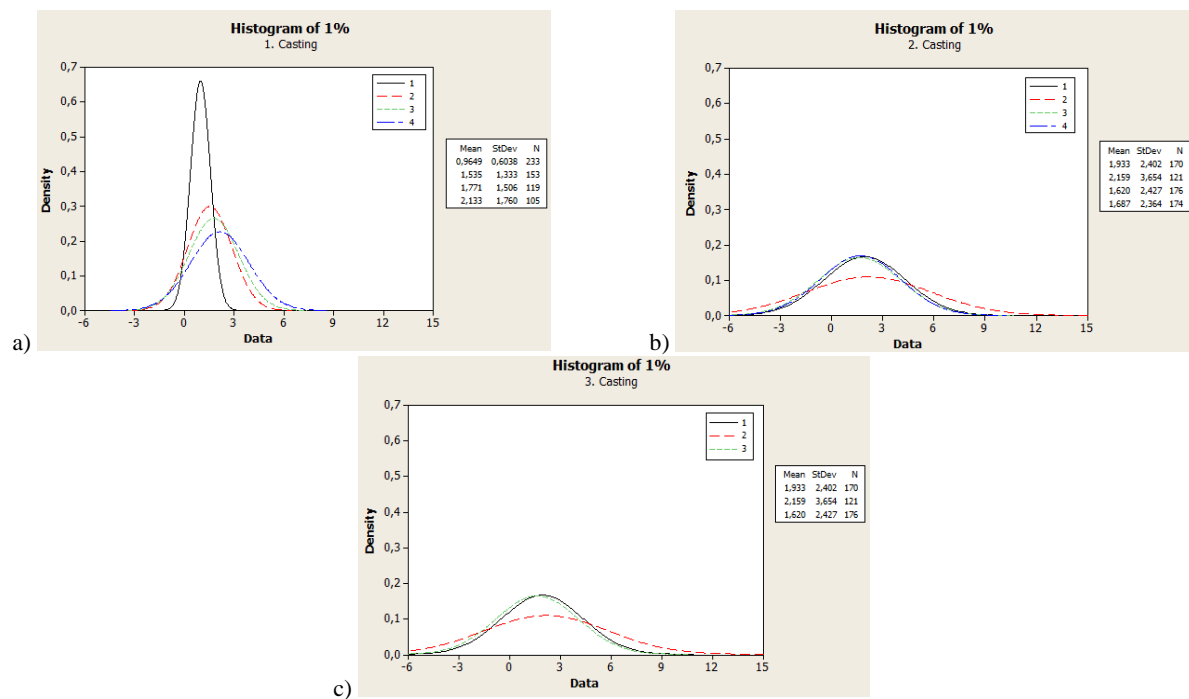 Histogram of 1%
1. Casting
0,7
0,6
0,5
0,4
0,3
0,2
0,1
0,0
Density
-6 -3 0 3 6 9 12 15
Data
1
2
3
4
Mean StDev N
0,9649 0,6038 233
1,535 1,333 153
1,771 1,506 119
2,133 1,760 105
a)
Histogram of 1%
2. Casting
0,7
0,6
0,5
0,4
0,3
0,2
0,1
0,0
Density
-6 -3 0 3 6 9 12 15
Data
1
2
3
4
Mean StDev N
1,933 2,402 170
2,159 3,654 121
1,620 2,427 176
1,687 2,364 174
b)
Histogram of 1%
3. Casting
0,7
0,6
0,5
0,4
0,3
0,2
0,1
0,0
Density
-6 -3 0 3 6 9 12 15
Data
1
2
3
Mean StDev N
1,933 2,402 170
2,159 3,654 121
1,620 2,427 176
c)